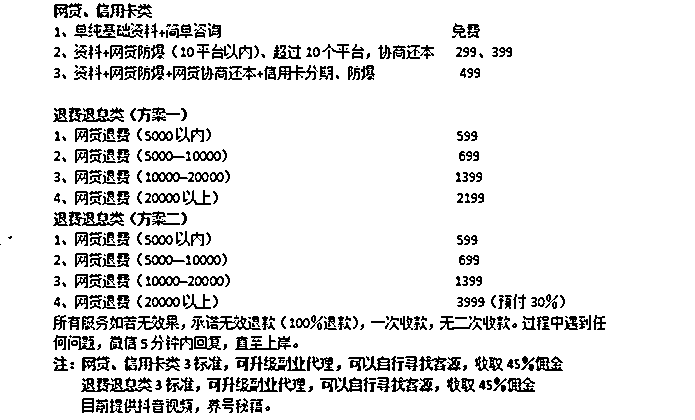 网贷、信用卡类
1、单纯基础资料+简单咨询 免费
2、资料+网贷防爆（10平台以内）、超过10个平台，协商还本 299、399
3、资料+网贷防爆+网贷协商还本+信用卡分期、防爆 499
退费退息类（方案一）
1、网贷退费（5000以内） 599
2、网贷退费（5000—10000） 699
3、网贷退费（10000—20000） 1399
4、网贷退费（20000以上） 2199
退费退息类（方案二）
1、网贷退费（5000以内） 599
2、网贷退费（5000—10000） 699
3、网贷退费（10000—20000） 1399
4、网贷退费（20000以上） 3999（预付30%）
所有服务如若无效果，承诺无效退款（100%退款），一次收款，无二次收款。过程中遇到任
何问题，微信5分钟内回复，直至上岸。
注：网贷、信用卡类3标准，可升级副业代理，可以自行寻找客源，收取45%佣金
退费退息类3标准，可升级副业代理，可以自行寻找客源，收取45%佣金
目前提供抖音视频，养号秘籍。